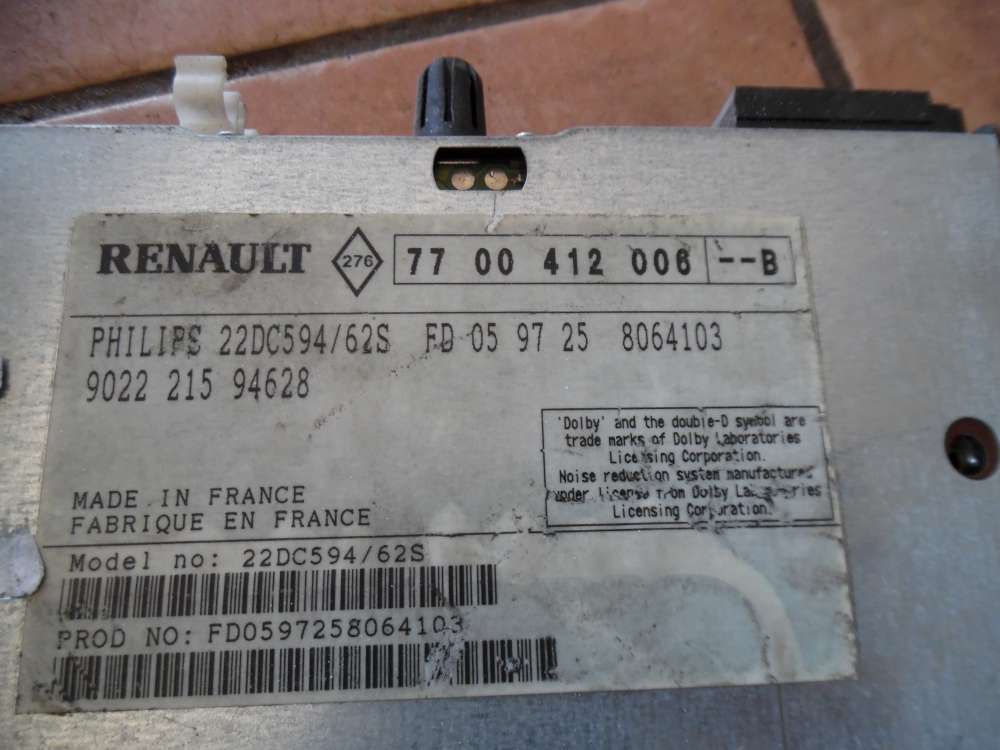 RENAULT 276 77 00 412 006 --B
PHILIPS 22DC594/62S FD 05 97 25 8064103
9022 215 94628
'Dolby' and the double-D symbol are
trade marks of Dolby Laboratories
Licensing Corporation.
Noise reduction system manufactured
under license from Dolby Laboratories
Licensing Corporation.
MADE IN FRANCE
FABRIQUE EN FRANCE
Model no: 22DC594/62S
PROD NO: FD0597258064103